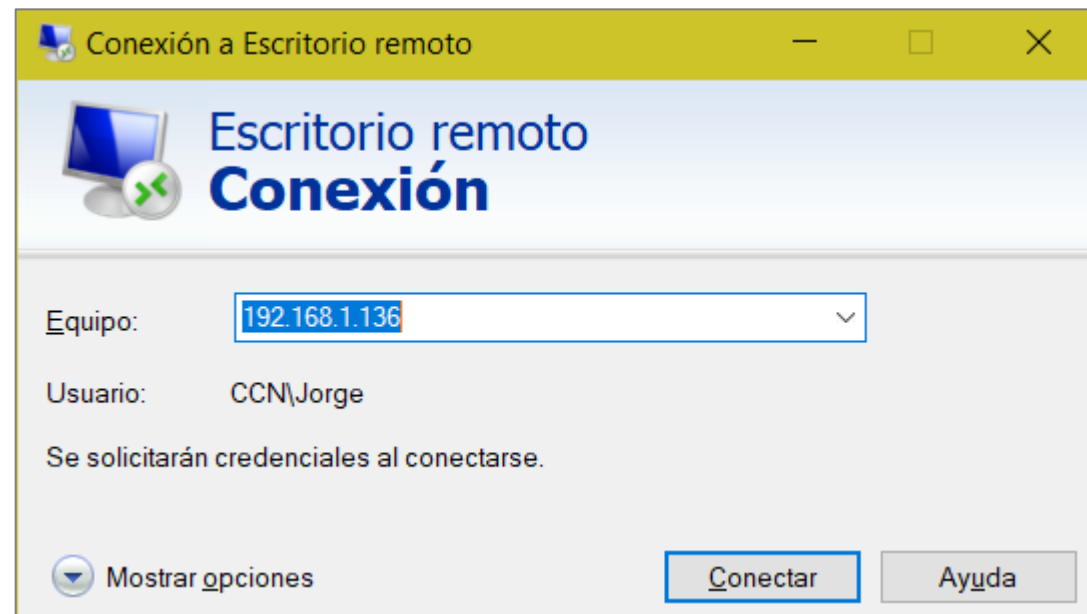 Conexión a Escritorio remoto
Escritorio remoto
Conexión
Equipo: 192.168.1.136
Usuario: CCN\Jorge
Se solicitarán credenciales al conectarse.
Mostrar opciones Conectar Ayuda